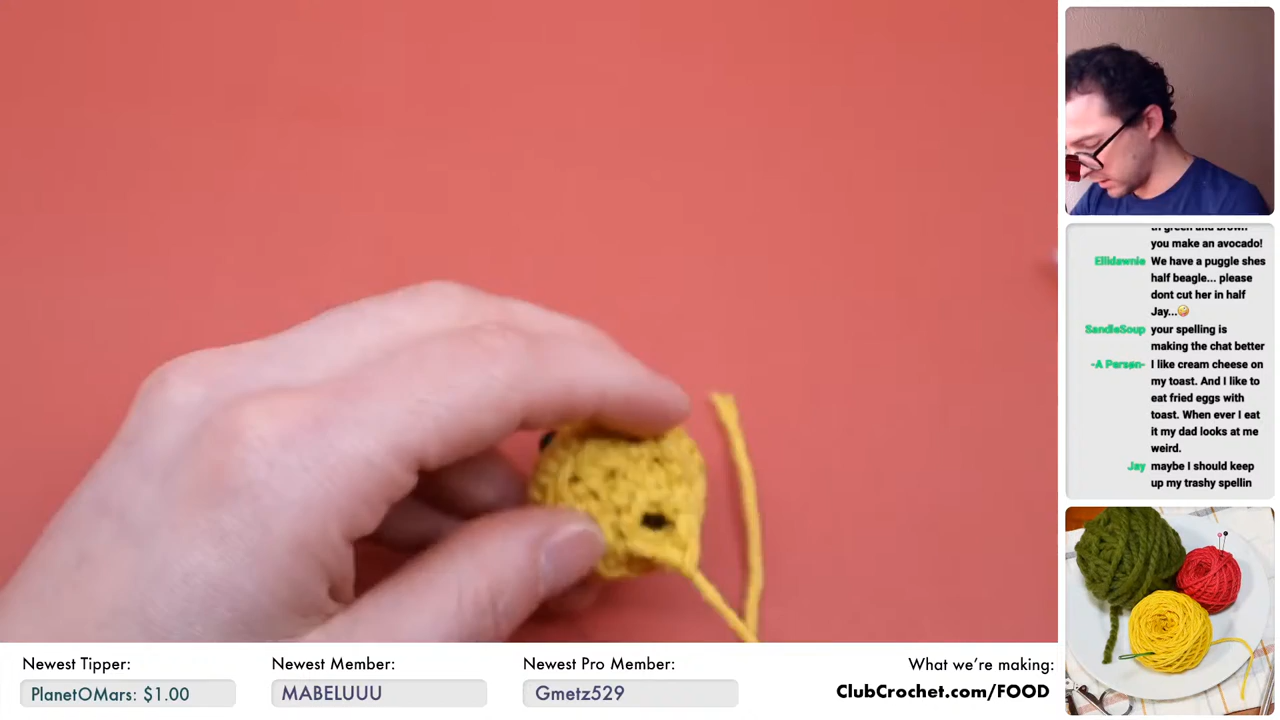 you make an avocado!
Ellidawnie We have a puggle shes
half beagle... please
dont cut her in half
Jay...🤪
SandleSoup your spelling is
making the chat better
-A Person- I like cream cheese on
my toast. And I like to
eat fried eggs with
toast. When ever I eat
it my dad looks at me
weird.
Jay maybe I should keep
up my trashy spellin
Newest Tipper:
PlanetOMars: $1.00
Newest Member:
MABELUUU
Newest Pro Member:
Gmetz529
What we’re making:
ClubCrochet.com/FOOD